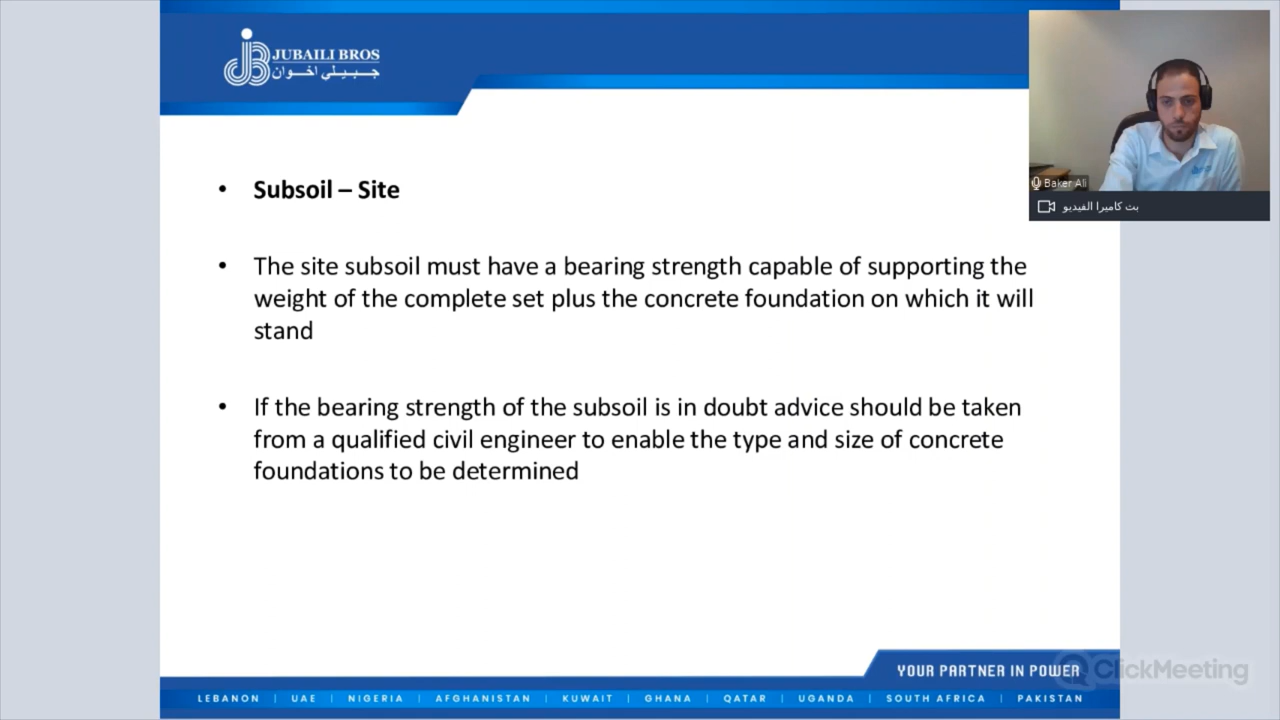 JUBAILI BROS
جبيلي اخوان
Baker Ali
بث كاميرا الفيديو
• Subsoil – Site
• The site subsoil must have a bearing strength capable of supporting the
weight of the complete set plus the concrete foundation on which it will
stand
• If the bearing strength of the subsoil is in doubt advice should be taken
from a qualified civil engineer to enable the type and size of concrete
foundations to be determined
YOUR PARTNER IN POWER
ClickMeeting
LEBANON | UAE | NIGERIA | AFGHANISTAN | KUWAIT | GHANA | QATAR | UGANDA | SOUTH AFRICA | PAKISTAN